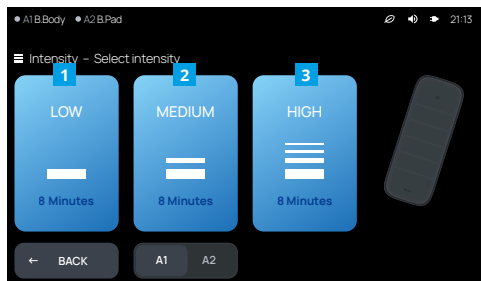 A1 B.Body A2 B.Pad 21:13
Intensity – Select intensity
1 2 3
LOW MEDIUM HIGH
8 Minutes 8 Minutes 8 Minutes
← BACK A1 A2